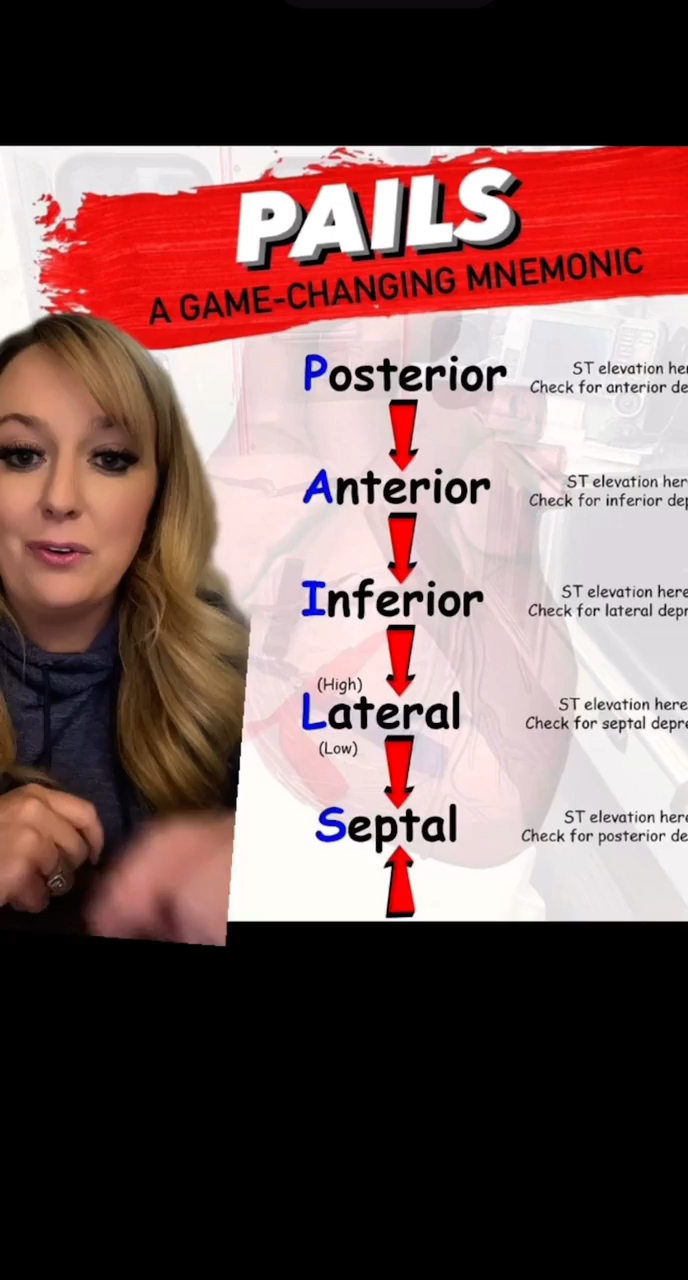 PAILS
A GAME-CHANGING MNEMONIC
Posterior
ST elevation
Check for anterior
Anterior
ST elevation
Check for inferior
Inferior
ST elevation here
Check for lateral
(High)
Lateral
(Low)
ST elevation here
Check for septal
Septal
ST elevation here
Check for posterior